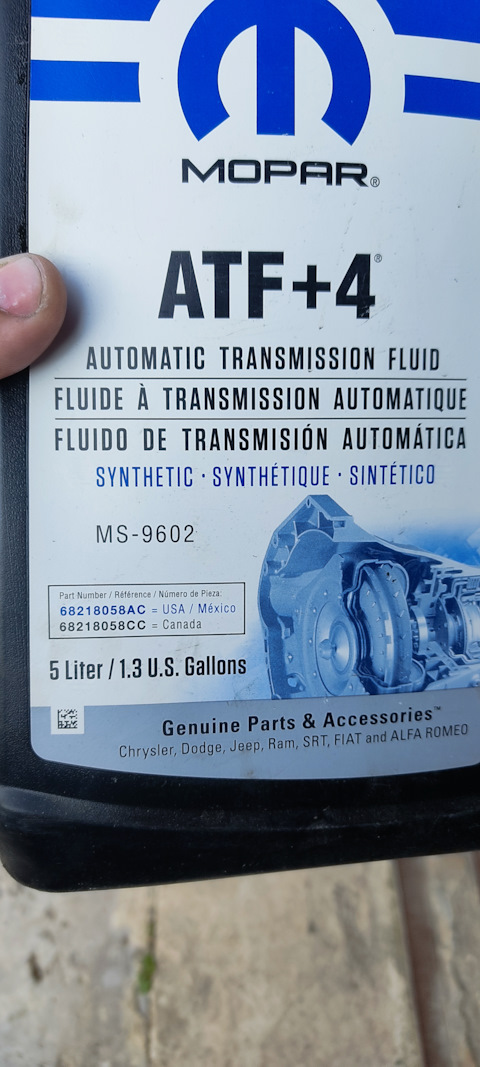 MOPAR®
ATF+4®
AUTOMATIC TRANSMISSION FLUID
FLUIDE À TRANSMISSION AUTOMATIQUE
FLUIDO DE TRANSMISIÓN AUTOMÁTICA
SYNTHETIC · SYNTHÉTIQUE · SINTÉTICO
MS-9602
Part Number / Référence / Número de Pieza:
68218058AC = USA / México
68218058CC = Canada
5 Liter / 1.3 U.S. Gallons
Genuine Parts & Accessories™
Chrysler, Dodge, Jeep, Ram, SRT, FIAT and ALFA ROMEO